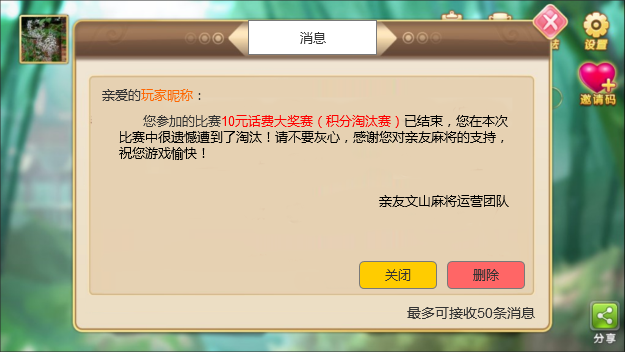 消息
设置
邀请码
亲爱的玩家昵称：
您参加的比赛10元话费大奖赛（积分淘汰赛）已结束，您在本次
比赛中很遗憾遭到了淘汰！请不要灰心，感谢您对亲友麻将的支持，
祝您游戏愉快！
亲友文山麻将运营团队
关闭 删除
最多可接收50条消息
分享